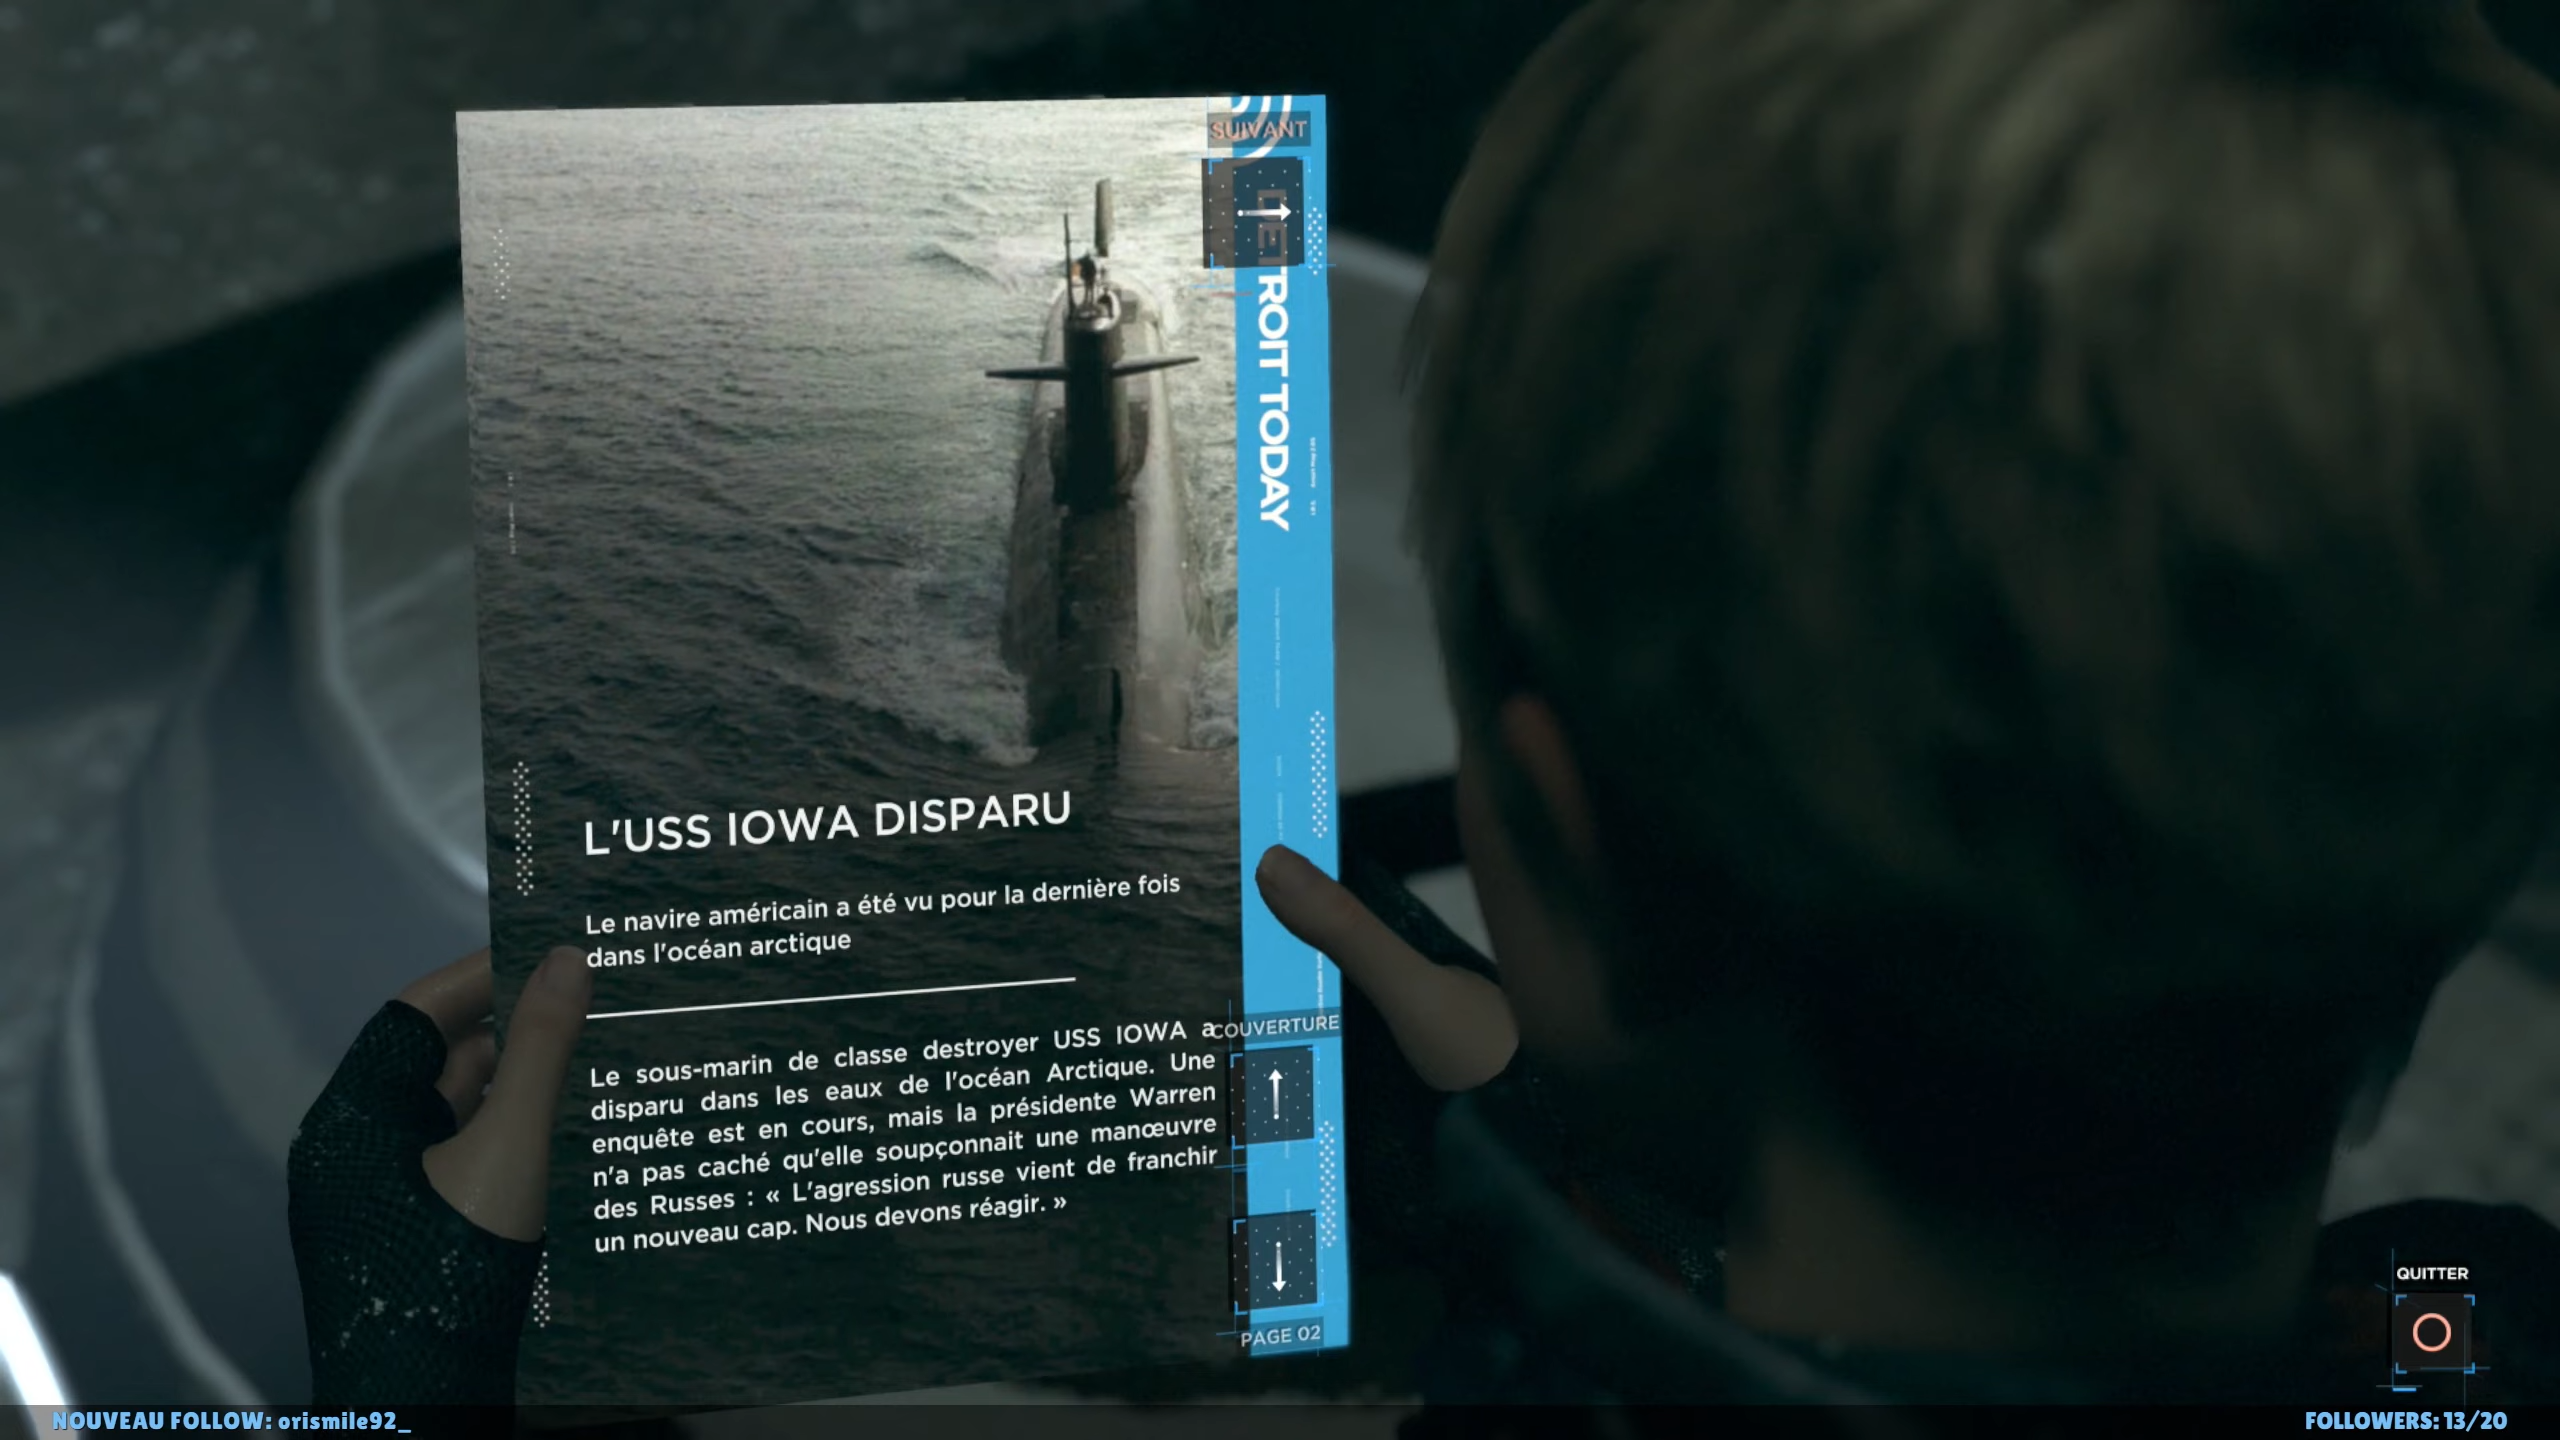 SUIVANT
DETROIT TODAY
L'USS IOWA DISPARU
Le navire américain a été vu pour la dernière fois
dans l'océan arctique
Le sous-marin de classe destroyer USS IOWA a
disparu dans les eaux de l'océan Arctique. Une
enquête est en cours, mais la présidente Warren
n'a pas caché qu'elle soupçonnait une manœuvre
des Russes : « L'agression russe vient de franchir
un nouveau cap. Nous devons réagir. »
COUVERTURE
PAGE 02
QUITTER
NOUVEAU FOLLOW: orismile92_
FOLLOWERS: 13/20